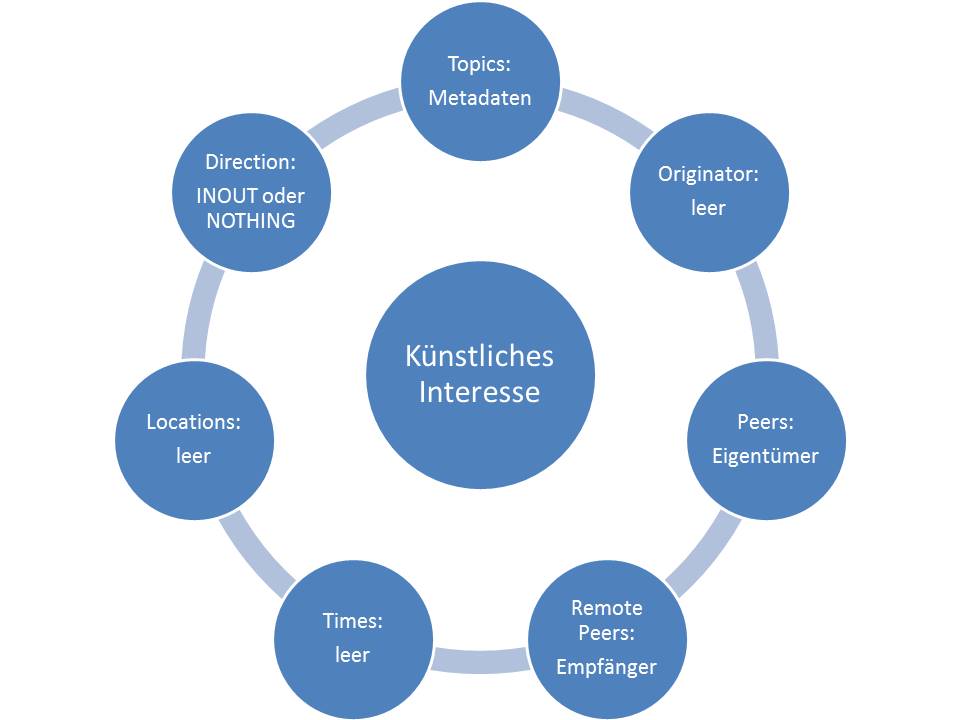 Topics:
Metadaten
Originator:
leer
Peers:
Eigentümer
Remote
Peers:
Empfänger
Times:
leer
Locations:
leer
Direction:
INOUT oder
NOTHING
Künstliches
Interesse